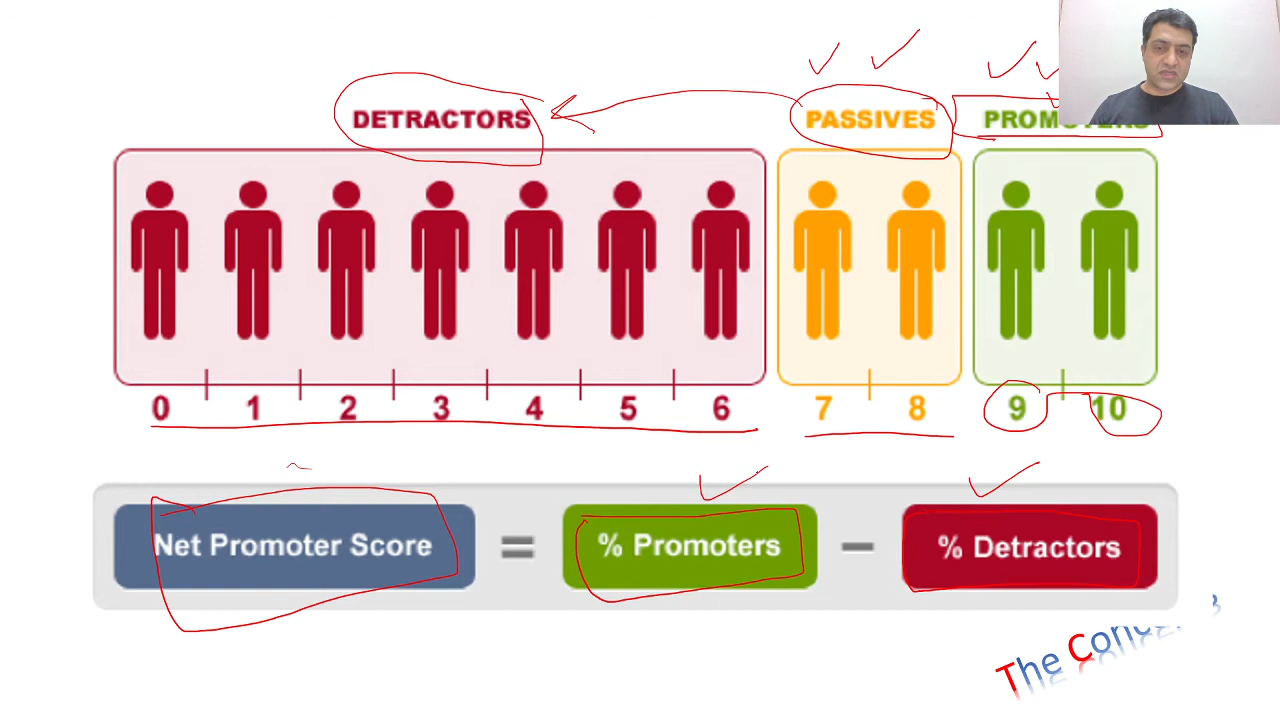 DETRACTORS PASSIVES PROMOTERS
0 1 2 3 4 5 6 7 8 9 10
Net Promoter Score = % Promoters − % Detractors
The